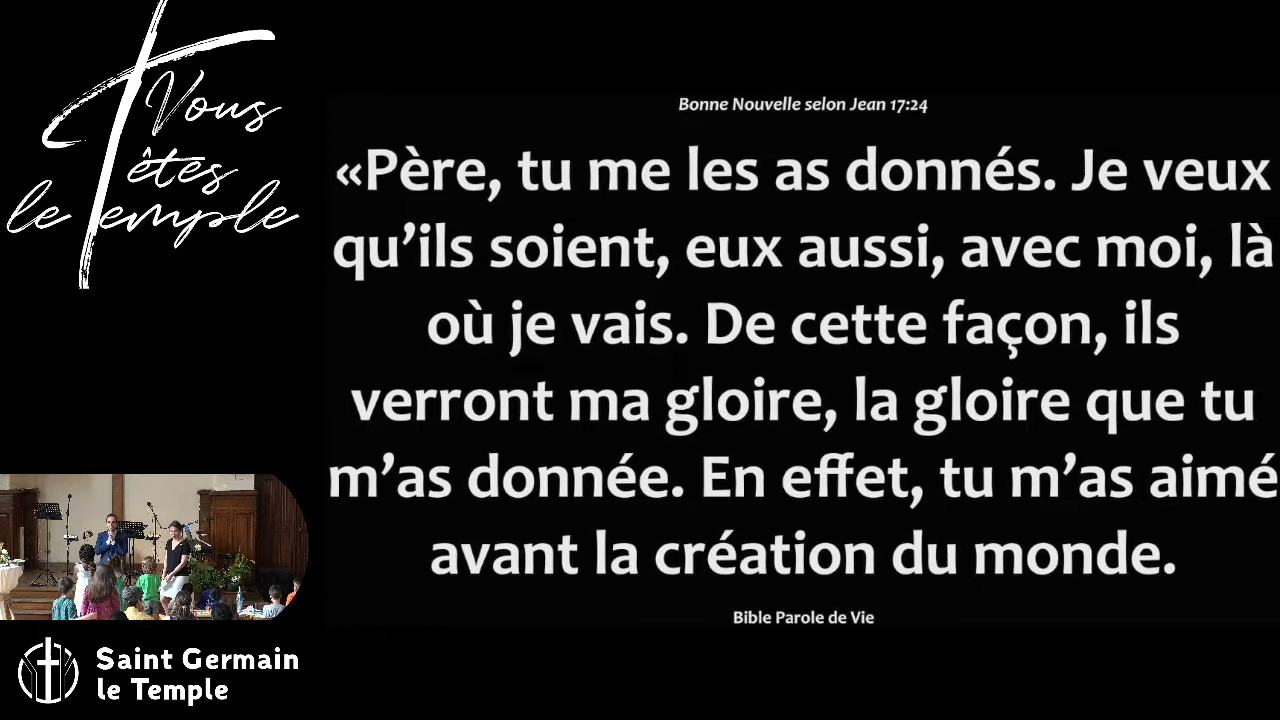 Vous
êtes
le Temple
Bonne Nouvelle selon Jean 17:24
«Père, tu me les as donnés. Je veux
qu’ils soient, eux aussi, avec moi, là
où je vais. De cette façon, ils
verront ma gloire, la gloire que tu
m’as donnée. En effet, tu m’as aimé
avant la création du monde.
Bible Parole de Vie
Saint Germain
le Temple